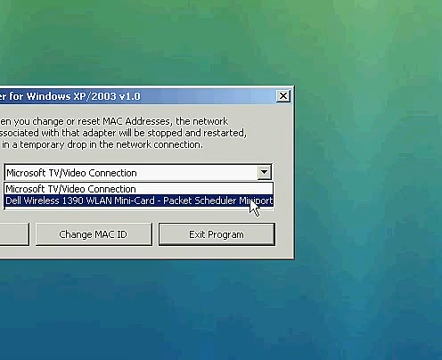 er for Windows XP/2003 v1.0
en you change or reset MAC Addresses, the network
ssociated with that adapter will be stopped and restarted,
in a temporary drop in the network connection.
Microsoft TV/Video Connection
Microsoft TV/Video Connection
Dell Wireless 1390 WLAN Mini-Card - Packet Scheduler Miniport
Change MAC ID
Exit Program